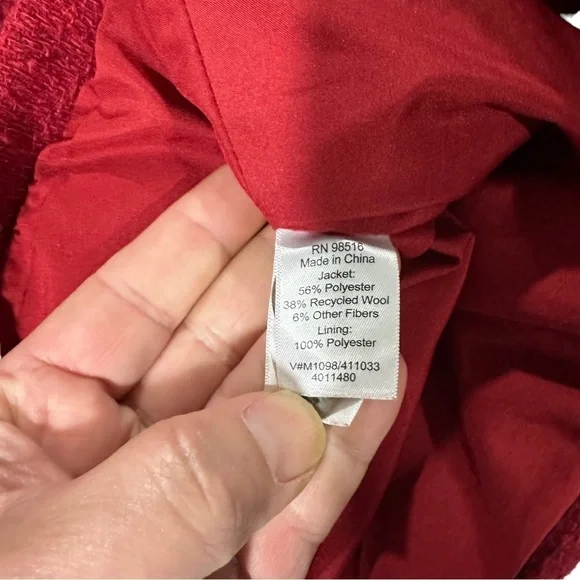 RN 98516
Made in China
Jacket:
56% Polyester
38% Recycled Wool
6% Other Fibers
Lining:
100% Polyester
V#M1098/411033
4011480